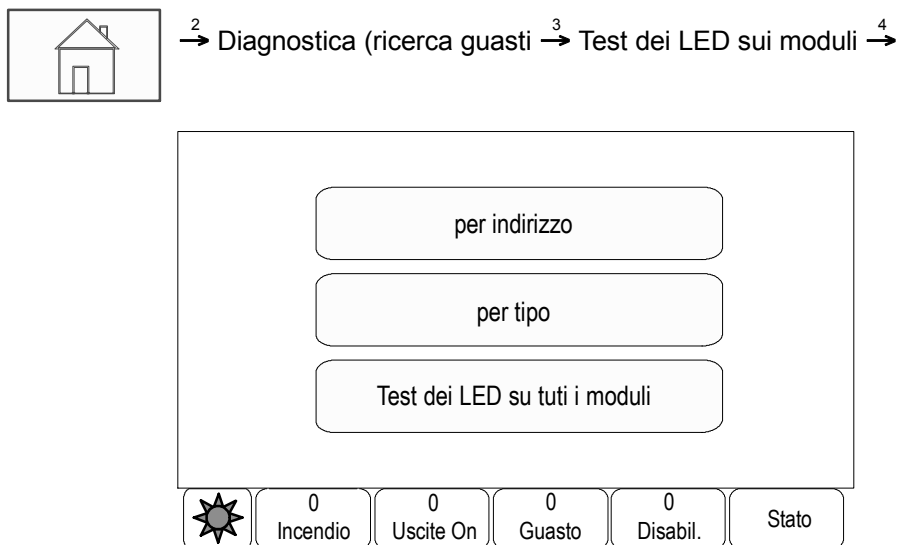 2 → Diagnostica (ricerca guasti 3 → Test dei LED sui moduli 4 →
per indirizzo
per tipo
Test dei LED su tuti i moduli
0 0 0 0
Incendio Uscite On Guasto Disabil. Stato